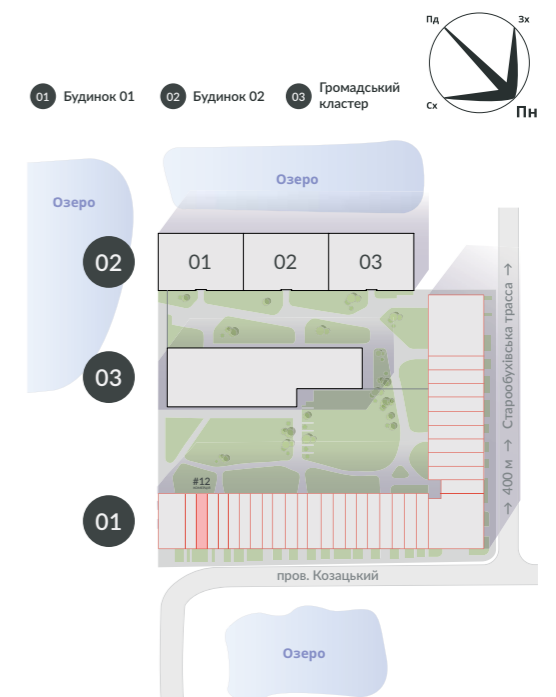 Пд
Зх
Сх
Пн
01 Будинок 01
02 Будинок 02
03 Громадський
кластер
Озеро
Озеро
02
01
02
03
03
→ 400 м → Старообухівська трасса →
#12
01
пров. Козацький
Озеро